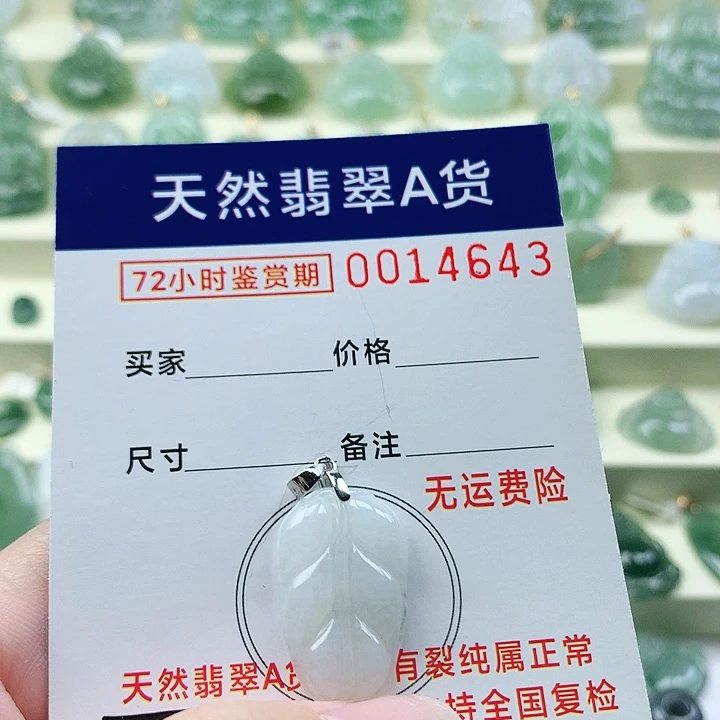 天然翡翠A货
72小时鉴赏期 0014643
买家 价格
尺寸 备注
无运费险
天然翡翠A 有裂纯属正常
持全国复检